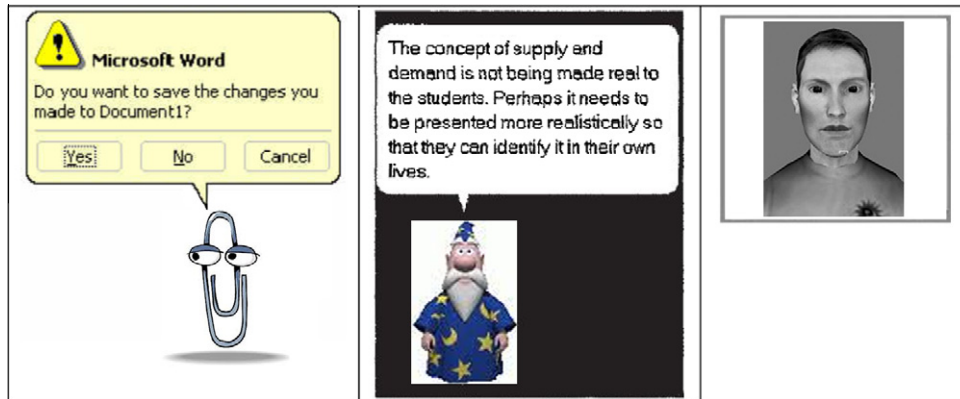 Microsoft Word
Do you want to save the changes you
made to Document1?
Yes
No
Cancel
The concept of supply and
demand is not being made real to
the students. Perhaps it needs to
be presented more realistically so
that they can identify it in their own
lives.